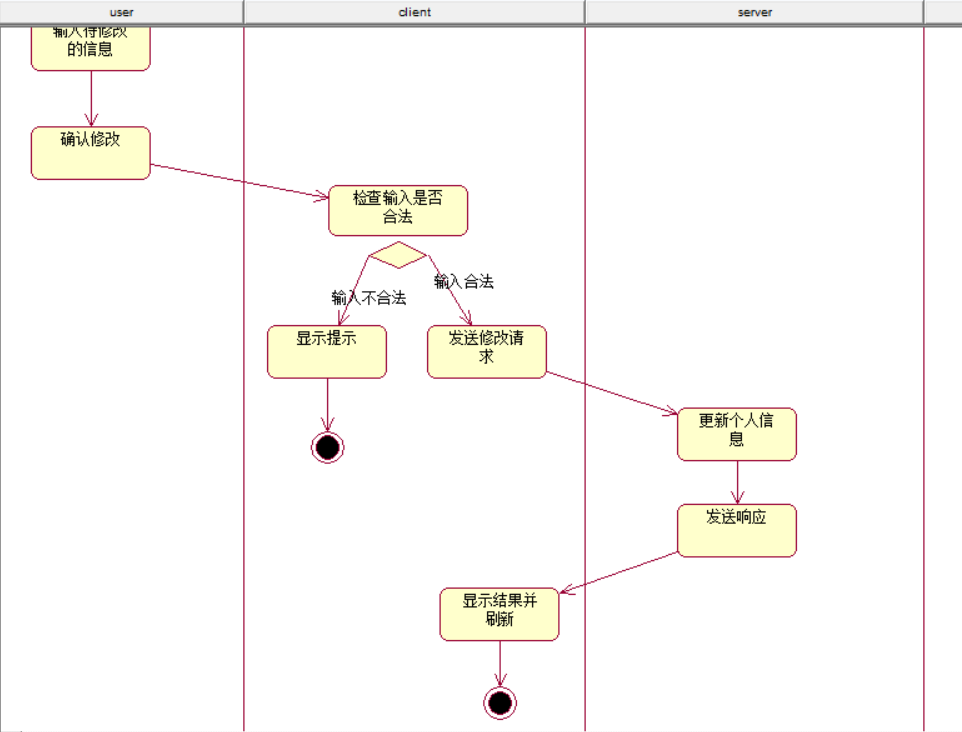 user
client
server
输入待修改
的信息
确认修改
检查输入是否
合法
输入合法
输入不合法
显示提示
发送修改请
求
更新个人信
息
发送响应
显示结果并
刷新